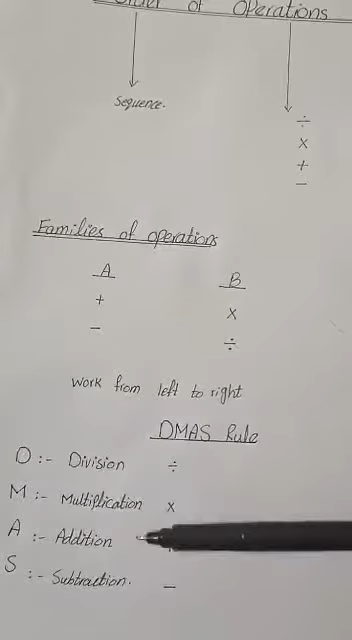 Order of Operations
Sequence.
÷
×
+
−
Families of operations
A B
+ ×
− ÷
work from left to right
DMAS Rule
D :- Division ÷
M :- Multiplication ×
A :- Addition
S :- Subtraction. −